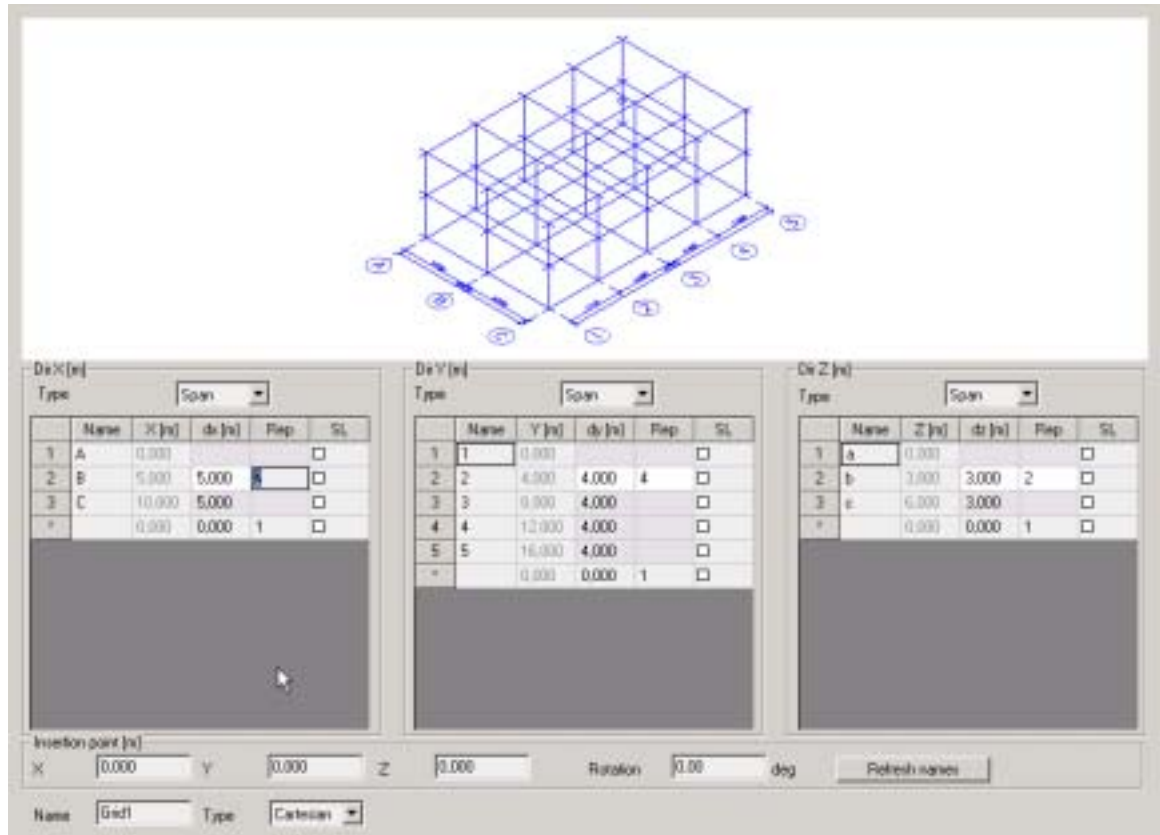 A
B
C
1
2
3
4
5
Dir X [m]
Type Span
Name X [m] dx [m] Rep SL
1 A 0.000
2 B 5.000 5,000
3 C 10.000 5,000
* 0.000 0.000 1
Dir Y [m]
Type Span
Name Y [m] dy [m] Rep SL
1 1 0.000
2 2 4.000 4.000 4
3 3 4.000
4 4 12.000 4,000
5 5 16.000 4,000
* 0.000 0.000 1
Dir Z [m]
Type Span
Name Z [m] dz [m] Rep SL
1 a 0.000
2 b 3.000 3.000 2
3 c 6.000 3.000
* 0.000 0.000 1
Insertion point [m]
X 0.000 Y 0.000 Z 0.000 Rotation 0.00 deg Refresh names
Name Grid1 Type Cartesian